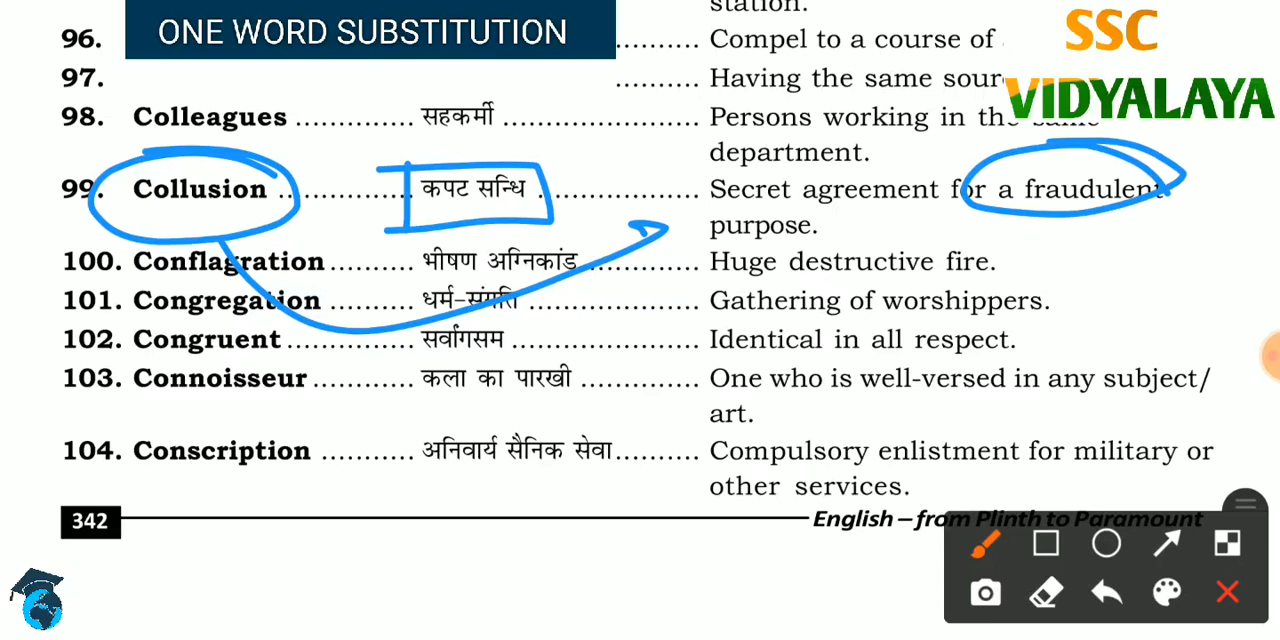 station.
ONE WORD SUBSTITUTION
SSC
VIDYALAYA
96. .......... Compel to a course of
97. .......... Having the same sour
98. Colleagues .............. सहकर्मी ....................... Persons working in the same
department.
99. Collusion .............. कपट सन्धि ................... Secret agreement for a fraudulent
purpose.
100. Conflagration .......... भीषण अग्निकांड ............. Huge destructive fire.
101. Congregation .......... धर्म-संगति .................... Gathering of worshippers.
102. Congruent .............. सर्वांगसम ...................... Identical in all respect.
103. Connoisseur ............ कला का पारखी .............. One who is well-versed in any subject/
art.
104. Conscription ........... अनिवार्य सैनिक सेवा .......... Compulsory enlistment for military or
other services.
342 English – from Plinth to Paramount